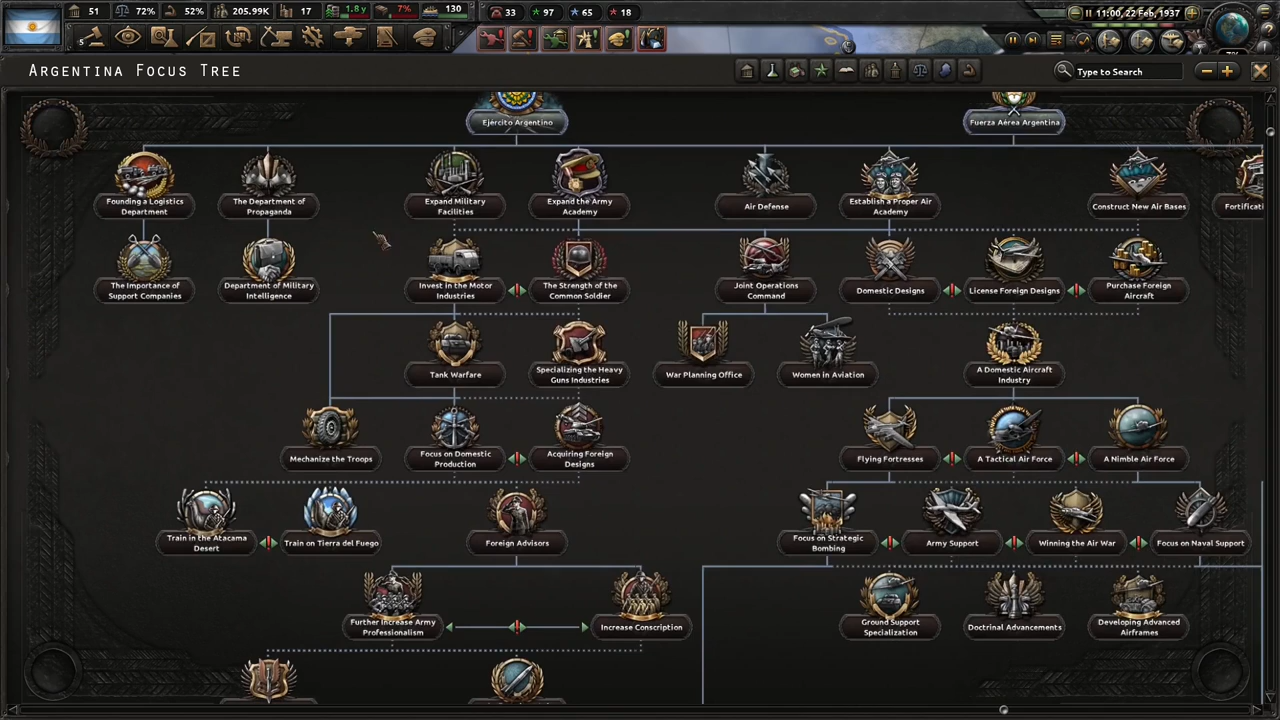 51
72%
52%
205.99K
17
1.8y
7%
130
33
97
65
18
11:00, 22 Feb, 1937
5
Argentina Focus Tree
Type to Search
Ejército Argentino
Fuerza Aérea Argentina
Founding a Logistics
Department
The Department of
Propaganda
Expand Military
Facilities
Expand the Army
Academy
Air Defense
Establish a Proper Air
Academy
Construct New Air Bases
Fortificati
The Importance of
Support Companies
Department of Military
Intelligence
Invest in the Motor
Industries
The Strength of the
Common Soldier
Joint Operations
Command
Domestic Designs
License Foreign Designs
Purchase Foreign
Aircraft
Tank Warfare
Specializing the Heavy
Guns Industries
War Planning Office
Women in Aviation
A Domestic Aircraft
Industry
Mechanize the Troops
Focus on Domestic
Production
Acquiring Foreign
Designs
Flying Fortresses
A Tactical Air Force
A Nimble Air Force
Train in the Atacama
Desert
Train on Tierra del Fuego
Foreign Advisors
Focus on Strategic
Bombing
Army Support
Winning the Air War
Focus on Naval Support
Further Increase Army
Professionalism
Increase Conscription
Ground Support
Specialization
Doctrinal Advancements
Developing Advanced
Airframes